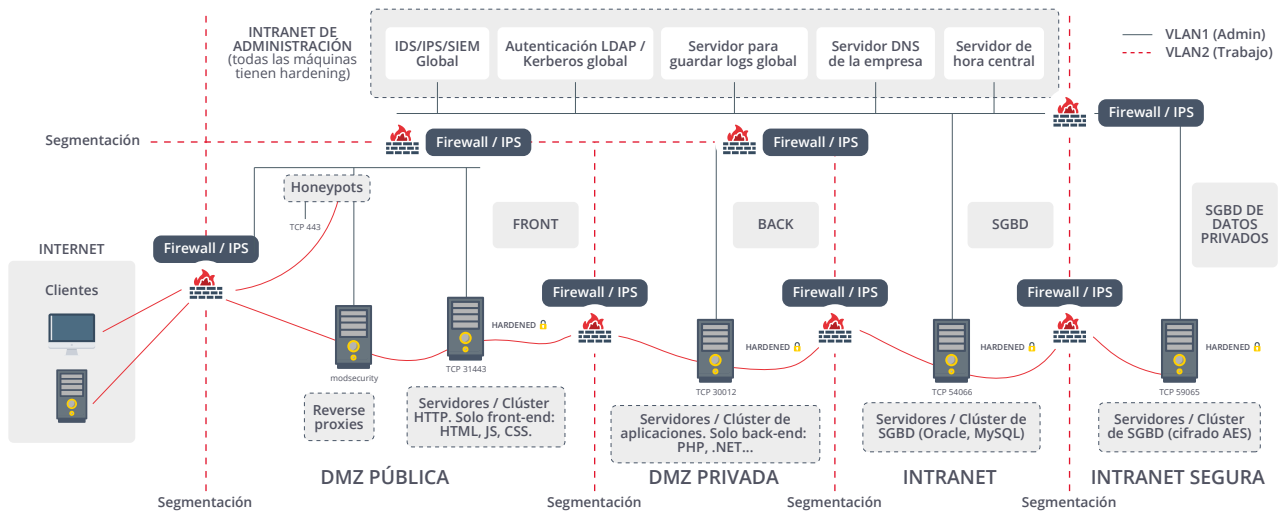 INTRANET DE
ADMINISTRACIÓN
(todas las máquinas
tienen hardening)
IDS/IPS/SIEM
Global
Autenticación LDAP /
Kerberos global
Servidor para
guardar logs global
Servidor DNS
de la empresa
Servidor de
hora central
VLAN1 (Admin)
VLAN2 (Trabajo)
Segmentación
Firewall / IPS
Firewall / IPS
Firewall / IPS
Honeypots
TCP 443
FRONT
BACK
SGBD
SGBD DE
DATOS
PRIVADOS
INTERNET
Clientes
Firewall / IPS
Firewall / IPS
Firewall / IPS
Firewall / IPS
HARDENED
HARDENED
HARDENED
HARDENED
modsecurity
TCP 31443
TCP 30012
TCP 54066
TCP 59065
Reverse
proxies
Servidores / Clúster
HTTP. Solo front-end:
HTML, JS, CSS.
Servidores / Clúster de
aplicaciones. Solo back-end:
PHP, .NET...
Servidores / Clúster de
SGBD (Oracle, MySQL)
Servidores / Clúster
de SGBD (cifrado AES)
DMZ PÚBLICA
DMZ PRIVADA
INTRANET
INTRANET SEGURA
Segmentación
Segmentación
Segmentación
Segmentación